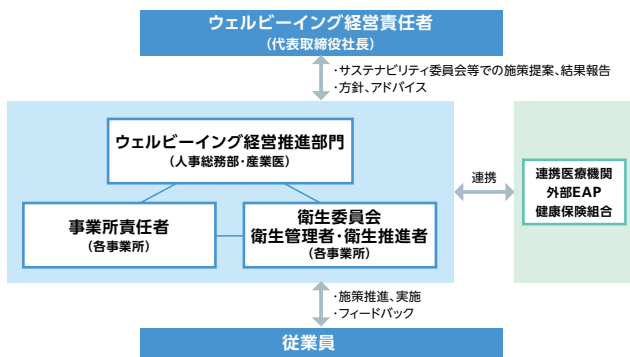 ウェルビーイング経営責任者
(代表取締役社長)
・サステナビリティ委員会等での施策提案、結果報告
・方針、アドバイス
ウェルビーイング経営推進部門
(人事総務部・産業医)
事業所責任者
(各事業所)
衛生委員会
衛生管理者・衛生推進者
(各事業所)
連携
連携医療機関
外部EAP
健康保険組合
・施策推進、実施
・フィードバック
従業員